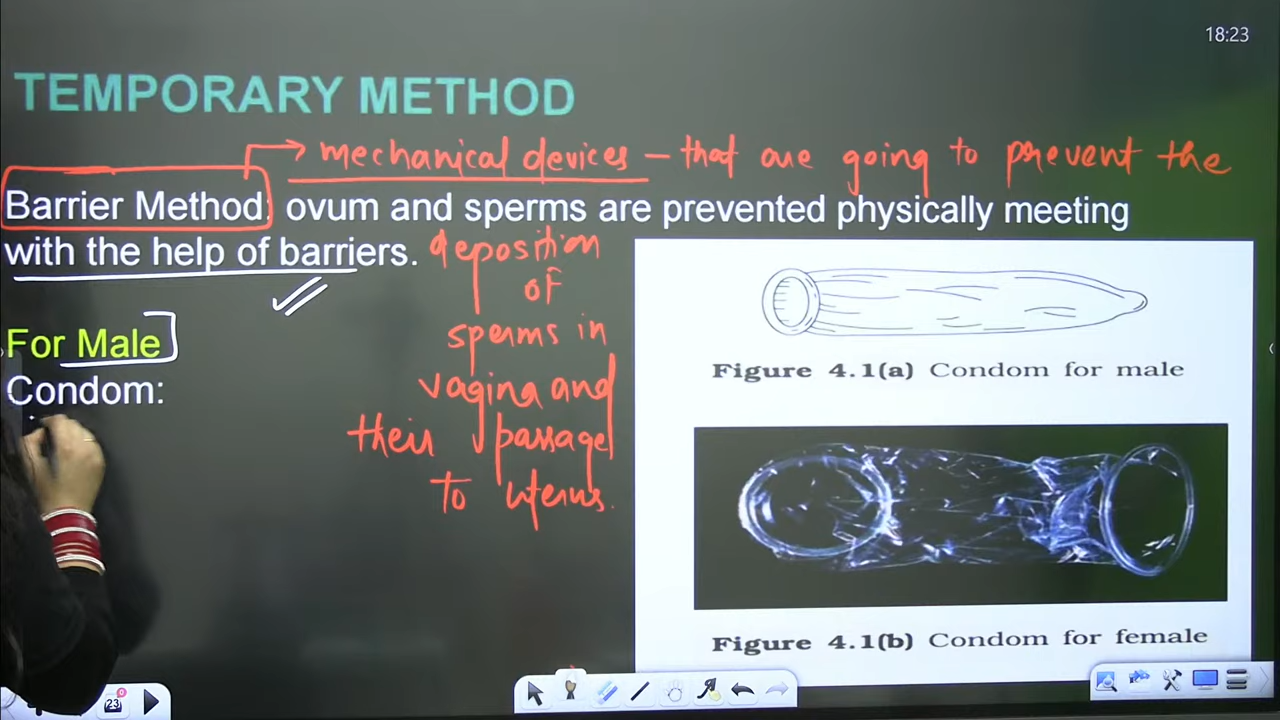 18:23
TEMPORARY METHOD
→ mechanical devices – that are going to prevent the
Barrier Method: ovum and sperms are prevented physically meeting
with the help of barriers.
deposition
of
sperms in
vagina and
their passage
to uterus.
For Male
Condom:
Figure 4.1(a) Condom for male
Figure 4.1(b) Condom for female
23
0